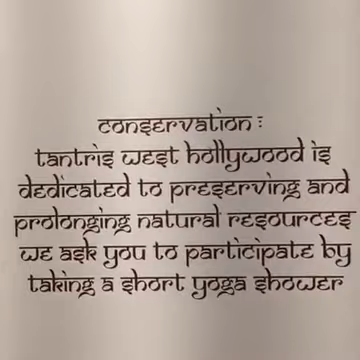 conservation :
tantris west hollywood is
dedicated to preserving and
prolonging natural resources
we ask you to participate by
taking a short yoga shower